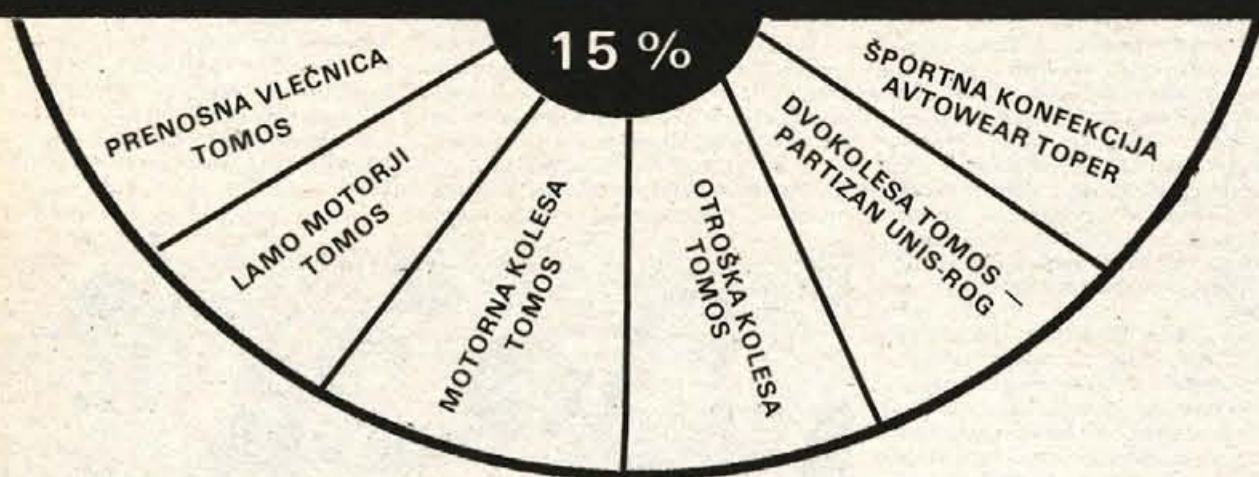 15 %
PRENOSNA VLEČNICA
TOMOS
LAMO MOTORJI
TOMOS
MOTORNA KOLESA
TOMOS
OTROŠKA KOLESA
TOMOS
DVOKOLESA TOMOS —
PARTIZAN UNIS-ROG
ŠPORTNA KONFEKCIJA
AVTOWEAR TOPER